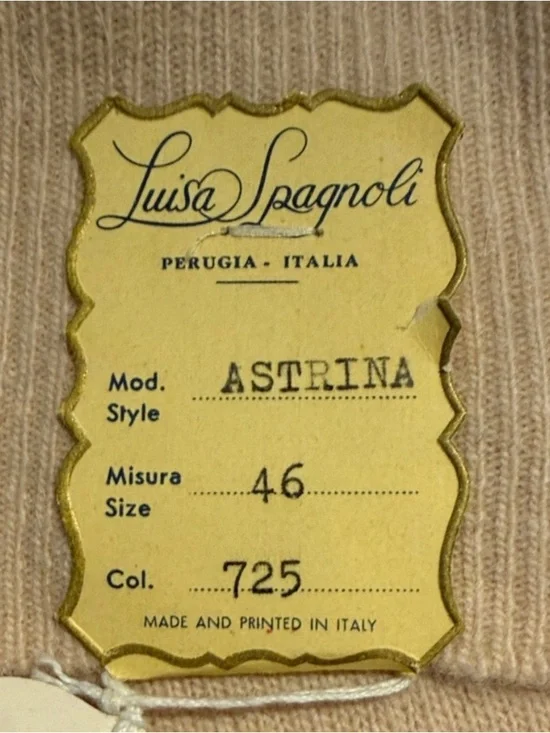 Luisa Spagnoli
PERUGIA - ITALIA
Mod. ASTRINA
Style
Misura 46
Size
Col. 725
MADE AND PRINTED IN ITALY